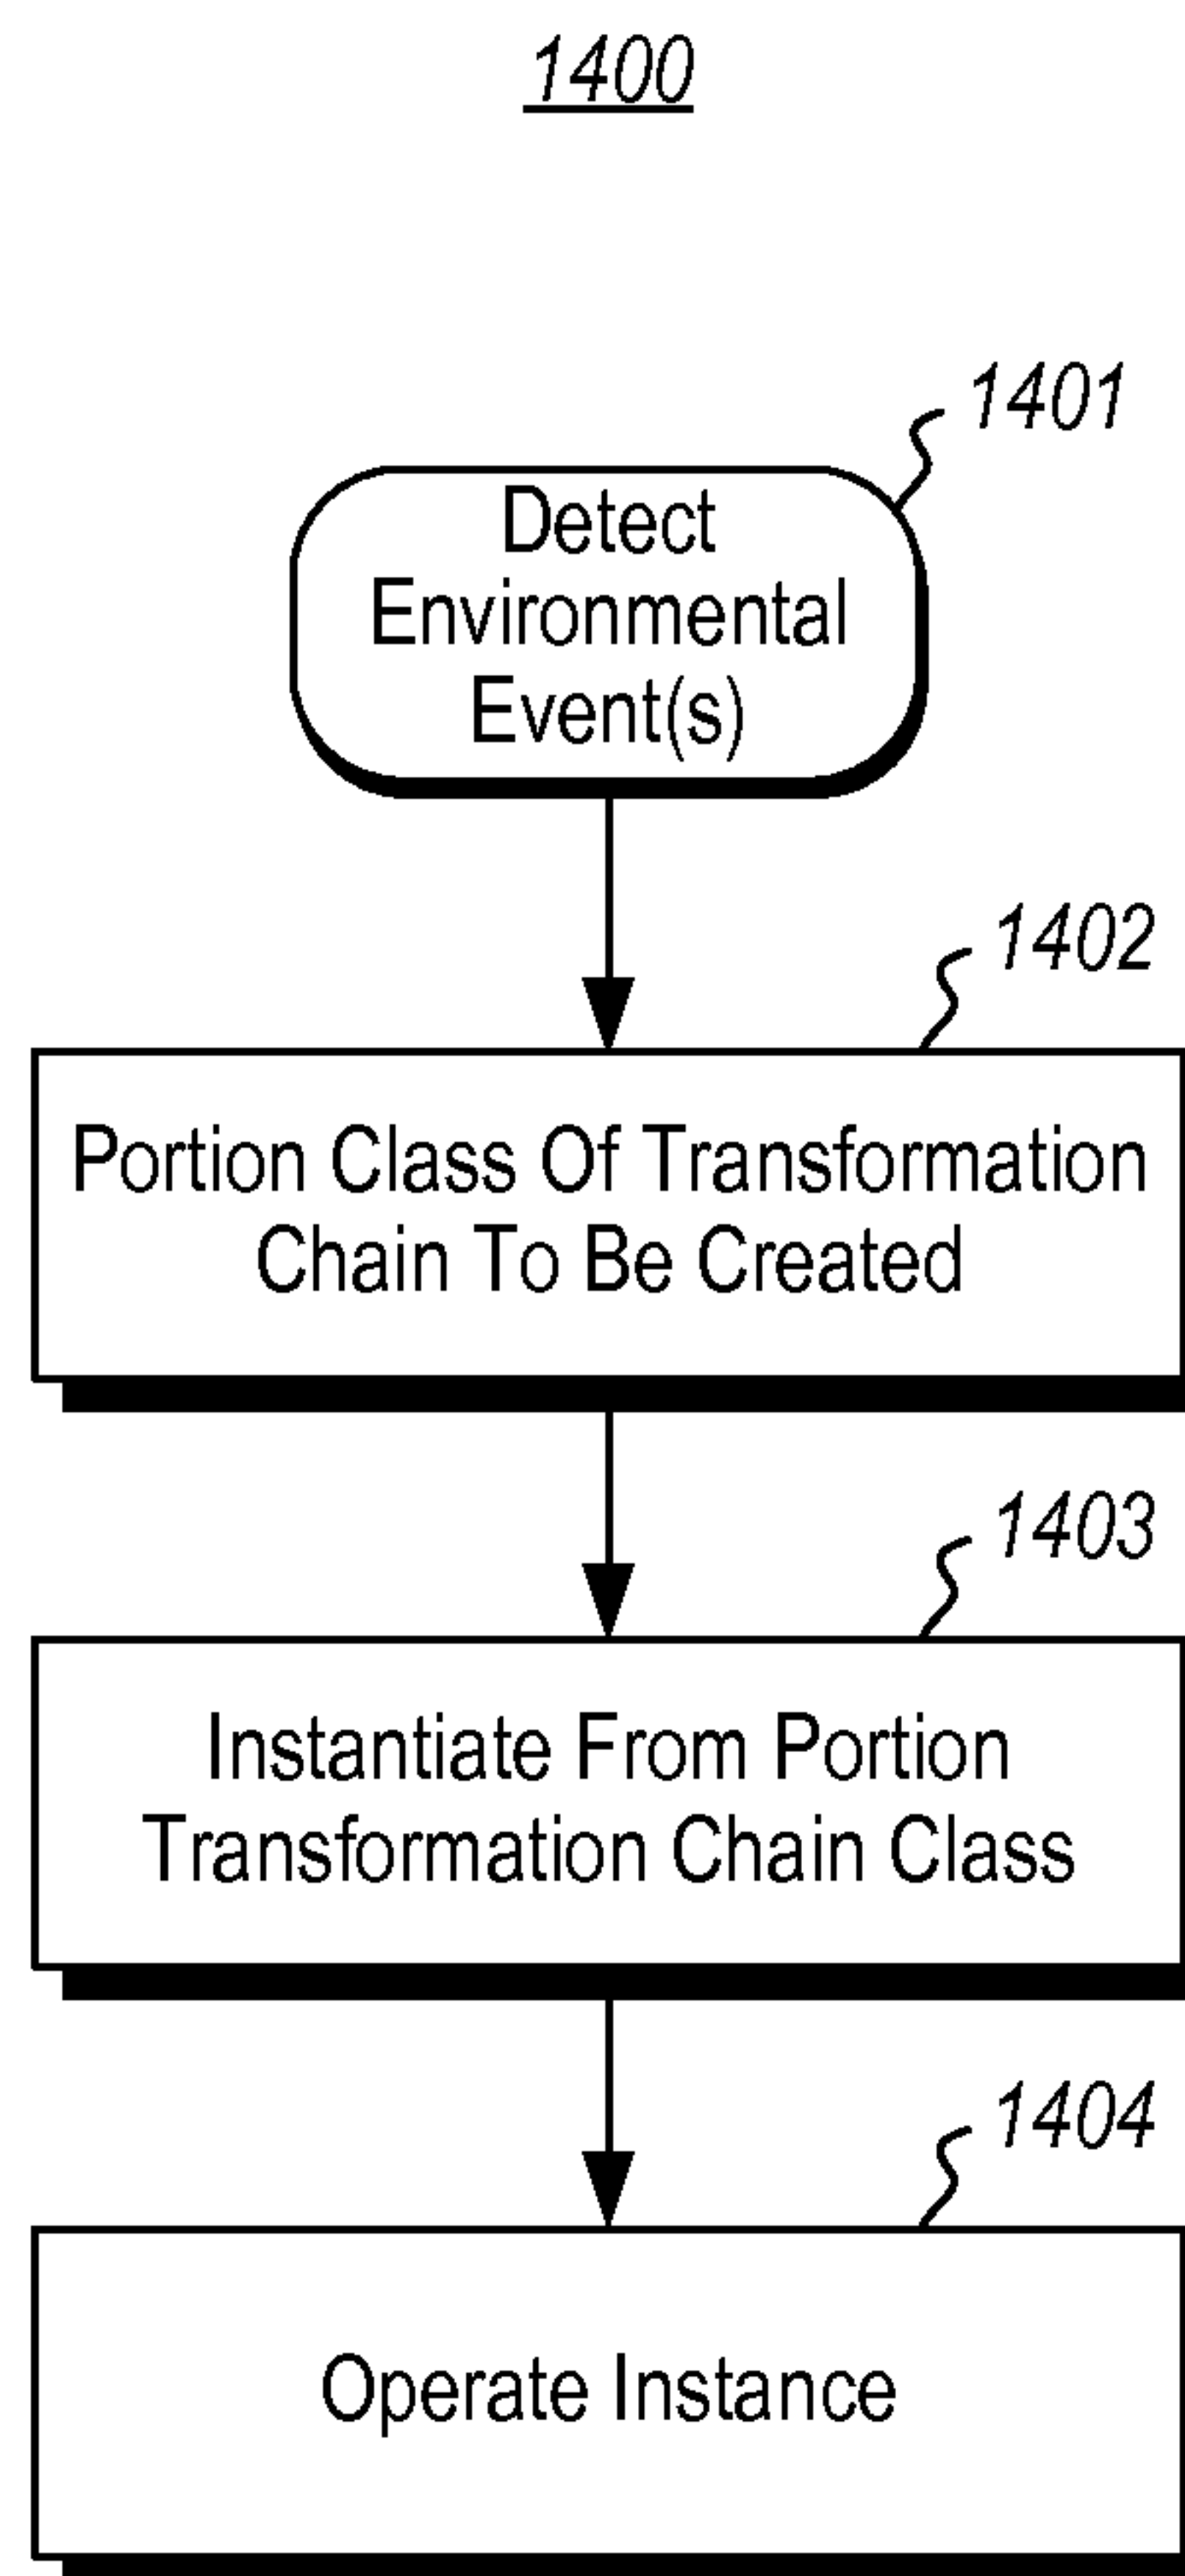 1400
1401
Detect
Environmental
Event(s)
1402
Portion Class Of Transformation
Chain To Be Created
1403
Instantiate From Portion
Transformation Chain Class
1404
Operate Instance